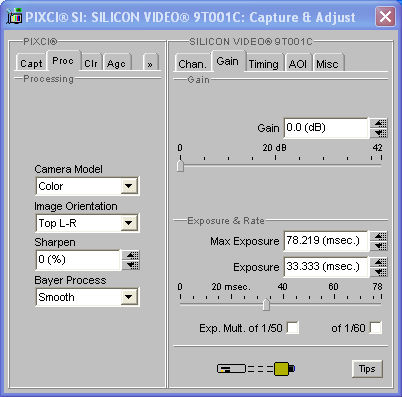 PIXCI® SI: SILICON VIDEO® 9T001C: Capture & Adjust
PIXCI®
Capt Proc Clr Agc »
Processing
Camera Model
Color
Image Orientation
Top L-R
Sharpen
0 (%)
Bayer Process
Smooth
SILICON VIDEO® 9T001C
Chan. Gain Timing AOI Misc
Gain
Gain 0.0 (dB)
0 20 dB 42
Exposure & Rate
Max Exposure 78.219 (msec.)
Exposure 33.333 (msec.)
0 20 msec. 40 60 78
Exp. Mult. of 1/50 of 1/60
Tips